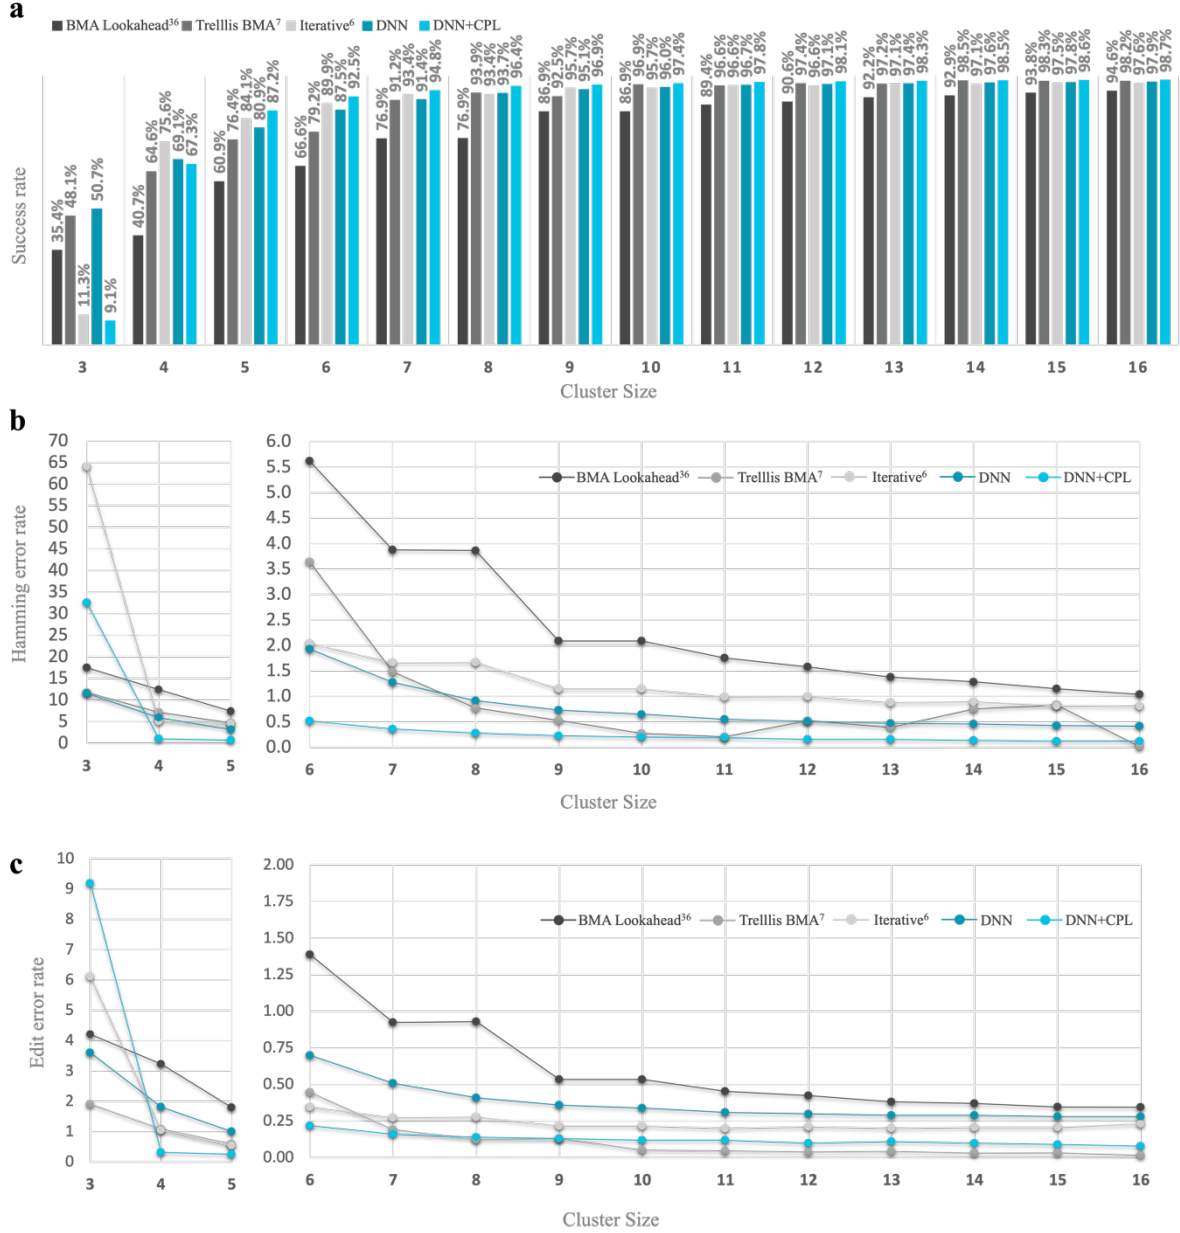 a
BMA Lookahead36 Trelllis BMA7 Iterative6 DNN DNN+CPL
Success rate
35.4% 48.1% 11.3% 50.7% 9.1%
40.7% 64.6% 75.6% 69.1% 67.3%
60.9% 76.4% 84.1% 80.9% 87.2%
66.6% 79.2% 89.9% 87.5% 92.5%
76.9% 91.2% 93.4% 91.4% 94.8%
76.9% 93.9% 93.4% 93.7% 96.4%
86.9% 92.5% 95.7% 95.1% 96.9%
86.9% 96.9% 95.7% 96.0% 97.4%
89.4% 96.6% 96.6% 96.7% 97.8%
90.6% 97.4% 96.6% 97.1% 98.1%
92.2% 97.2% 97.1% 97.4% 98.3%
92.9% 98.5% 97.1% 97.6% 98.5%
93.8% 98.3% 97.5% 97.8% 98.6%
94.6% 98.2% 97.6% 97.9% 98.7%
3 4 5 6 7 8 9 10 11 12 13 14 15 16
Cluster Size
b
Hamming error rate
70
65
60
55
50
45
40
35
30
25
20
15
10
5
0
3 4 5
6.0
5.5
5.0
4.5
4.0
3.5
3.0
2.5
2.0
1.5
1.0
0.5
0.0
BMA Lookahead36 Trelllis BMA7 Iterative6 DNN DNN+CPL
6 7 8 9 10 11 12 13 14 15 16
Cluster Size
c
Edit error rate
10
9
8
7
6
5
4
3
2
1
0
3 4 5
2.00
1.75
1.50
1.25
1.00
0.75
0.50
0.25
0.00
BMA Lookahead36 Trelllis BMA7 Iterative6 DNN DNN+CPL
6 7 8 9 10 11 12 13 14 15 16
Cluster Size